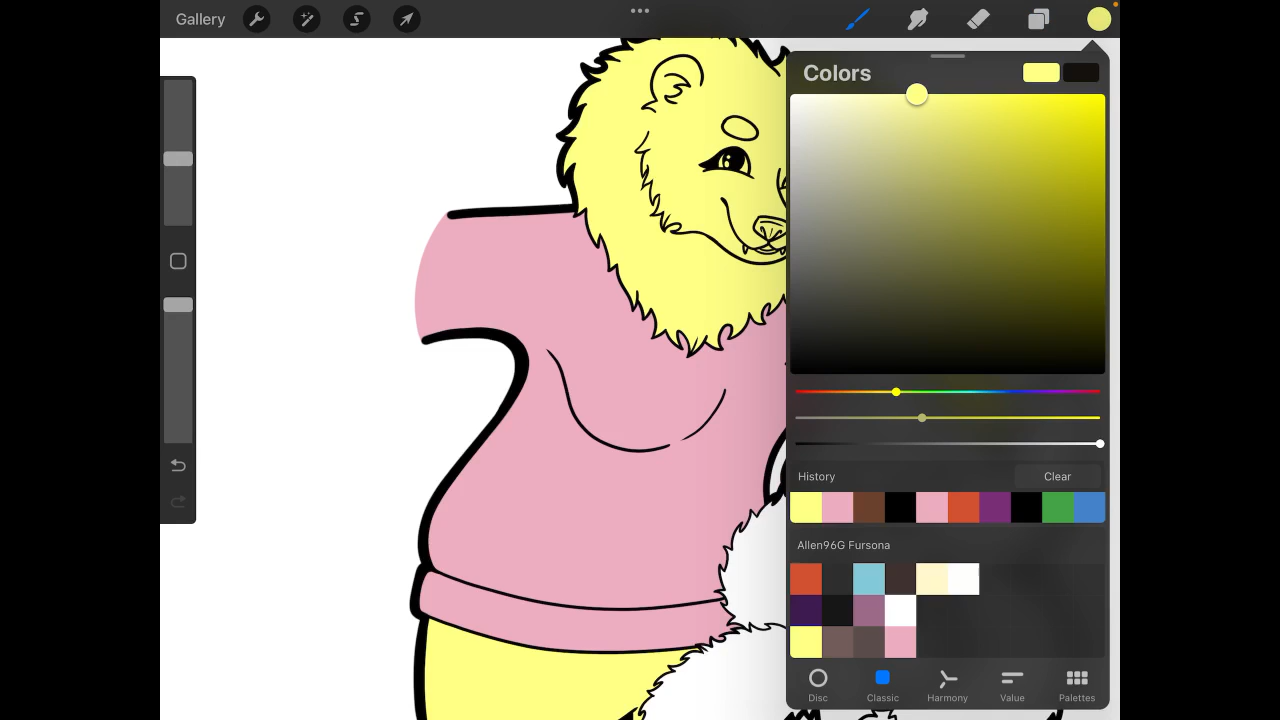 Gallery
Colors
History
Clear
Allen96G Fursona
Disc
Classic
Harmony
Value
Palettes